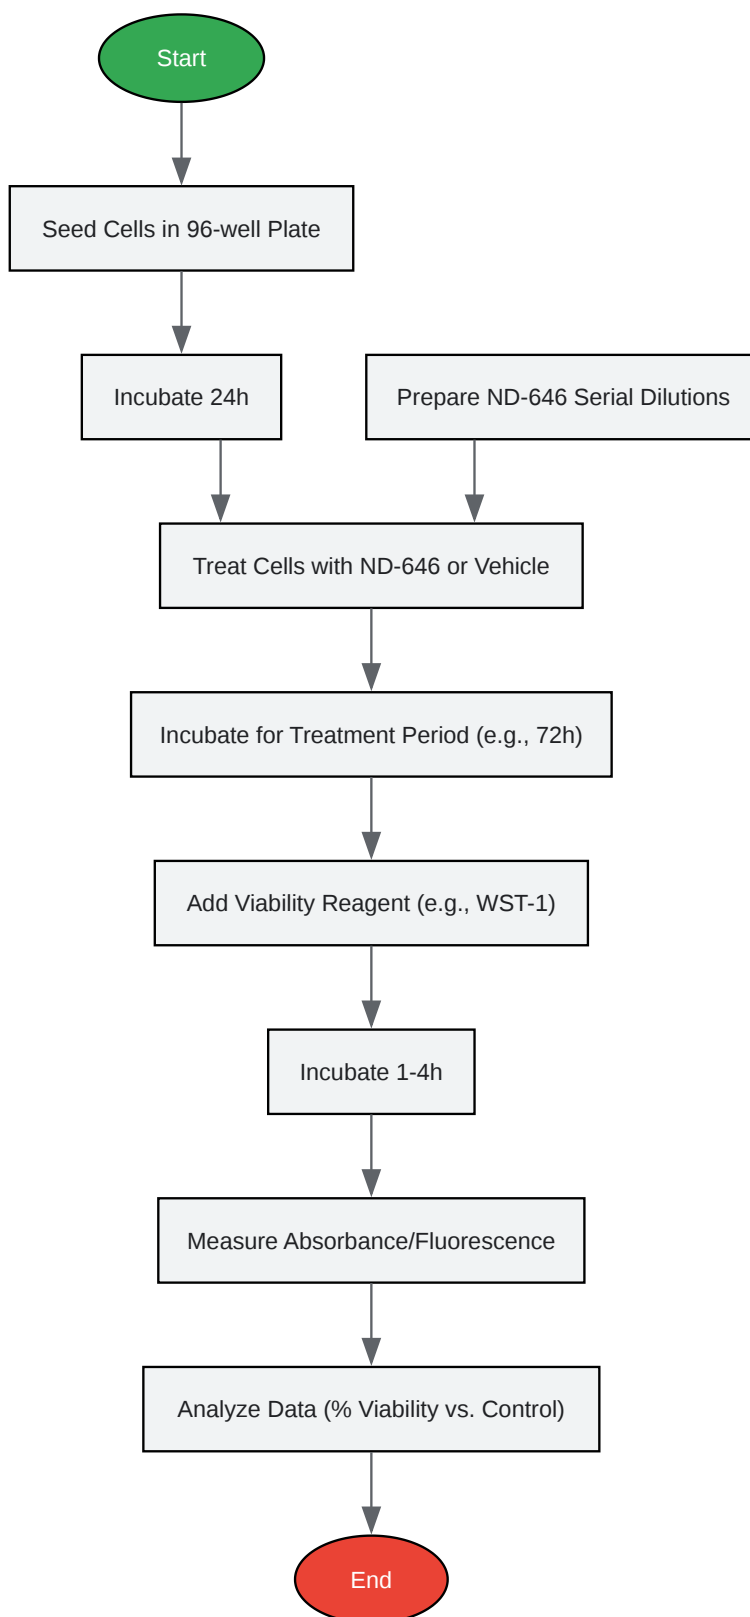 Start
Seed Cells in 96-well Plate
Incubate 24h
Prepare ND-646 Serial Dilutions
Treat Cells with ND-646 or Vehicle
Incubate for Treatment Period (e.g., 72h)
Add Viability Reagent (e.g., WST-1)
Incubate 1-4h
Measure Absorbance/Fluorescence
Analyze Data (% Viability vs. Control)
End